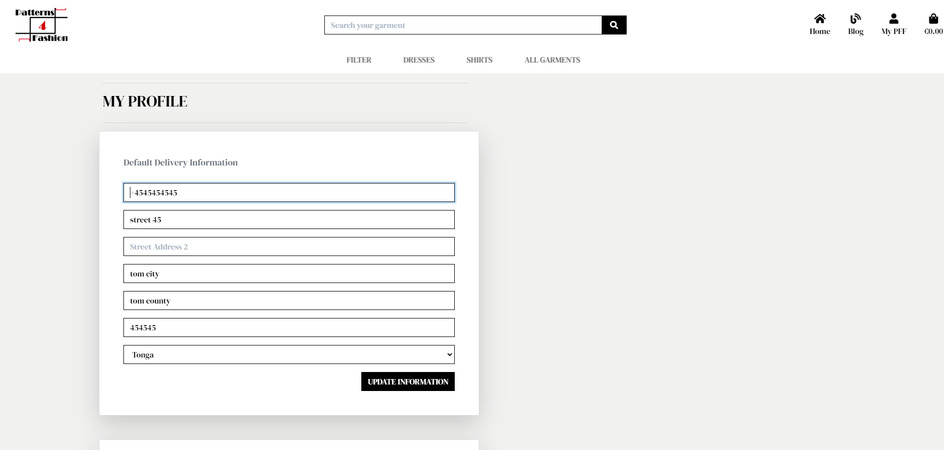 Patterns
4
Fashion
Search your garment
Home
Blog
My PFF
€0.00
FILTER DRESSES SHIRTS ALL GARMENTS
MY PROFILE
Default Delivery Information
+4545454545
street 45
Street Address 2
tom city
tom county
454545
Tonga
UPDATE INFORMATION